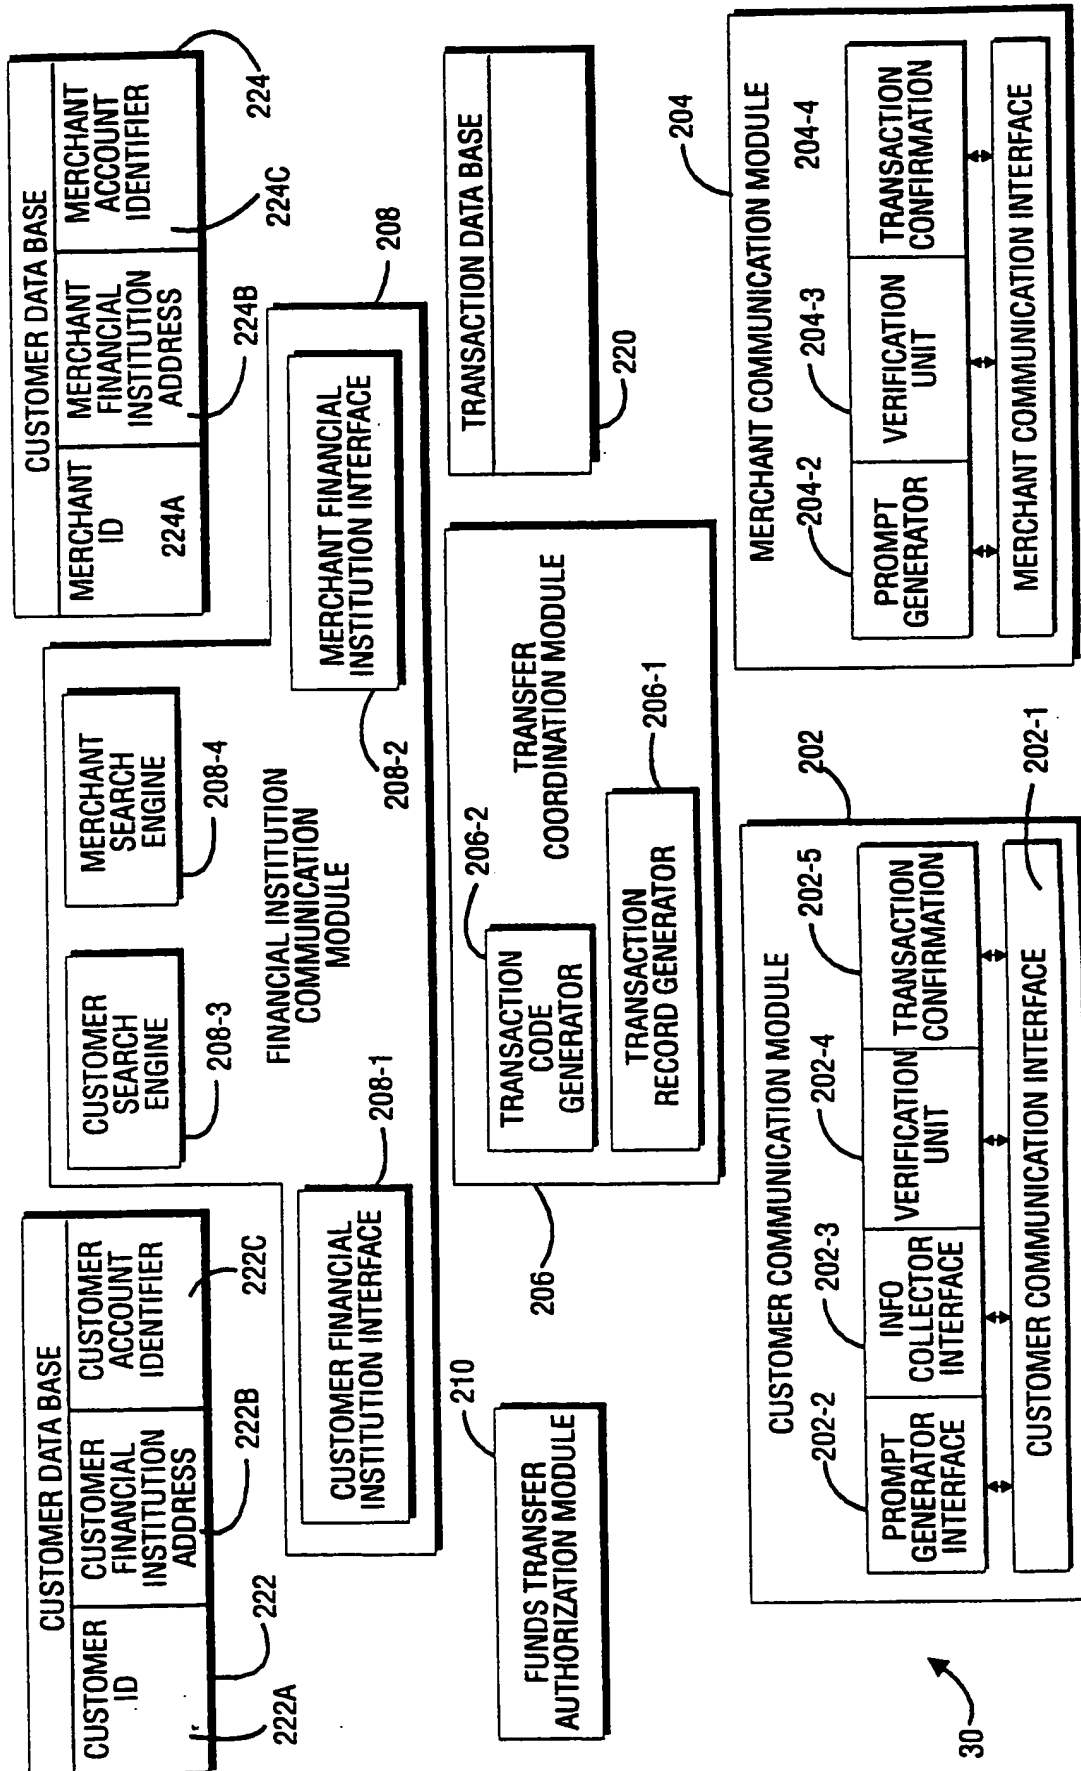 CUSTOMER DATA BASE
CUSTOMER
ID
CUSTOMER
FINANCIAL
INSTITUTION
ADDRESS
CUSTOMER
ACCOUNT
IDENTIFIER
222A
222
222B
222C
CUSTOMER
SEARCH
ENGINE
208-3
MERCHANT
SEARCH
ENGINE
208-4
FINANCIAL INSTITUTION
COMMUNICATION
MODULE
CUSTOMER FINANCIAL
INSTITUTION INTERFACE
208-1
MERCHANT FINANCIAL
INSTITUTION INTERFACE
208-2
208
CUSTOMER DATA BASE
MERCHANT
ID
224A
MERCHANT
FINANCIAL
INSTITUTION
ADDRESS
224B
MERCHANT
ACCOUNT
IDENTIFIER
224C
224
FUNDS TRANSFER
AUTHORIZATION MODULE
210
TRANSACTION
CODE
GENERATOR
206-2
TRANSFER
COORDINATION MODULE
TRANSACTION
RECORD GENERATOR
206-1
206
TRANSACTION DATA BASE
220
CUSTOMER COMMUNICATION MODULE
202
202-2
202-3
202-4
202-5
PROMPT
GENERATOR
INTERFACE
INFO
COLLECTOR
INTERFACE
VERIFICATION
UNIT
TRANSACTION
CONFIRMATION
CUSTOMER COMMUNICATION INTERFACE
202-1
MERCHANT COMMUNICATION MODULE
204
204-2
204-3
204-4
PROMPT
GENERATOR
VERIFICATION
UNIT
TRANSACTION
CONFIRMATION
MERCHANT COMMUNICATION INTERFACE
30